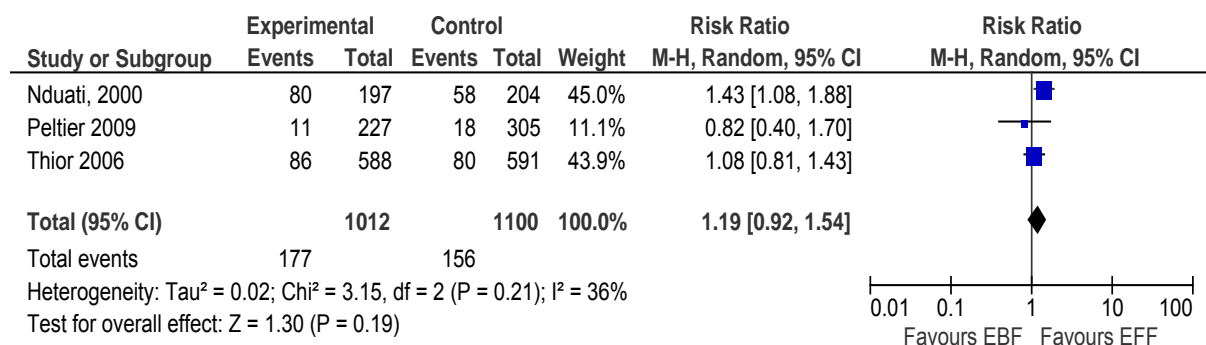 Experimental Control Risk Ratio Risk Ratio
Study or Subgroup Events Total Events Total Weight M-H, Random, 95% CI M-H, Random, 95% CI
Nduati, 2000 80 197 58 204 45.0% 1.43 [1.08, 1.88]
Peltier 2009 11 227 18 305 11.1% 0.82 [0.40, 1.70]
Thior 2006 86 588 80 591 43.9% 1.08 [0.81, 1.43]
Total (95% CI) 1012 1100 100.0% 1.19 [0.92, 1.54]
Total events 177 156
Heterogeneity: Tau² = 0.02; Chi² = 3.15, df = 2 (P = 0.21); I² = 36%
Test for overall effect: Z = 1.30 (P = 0.19)
0.01 0.1 1 10 100
Favours EBF Favours EFF